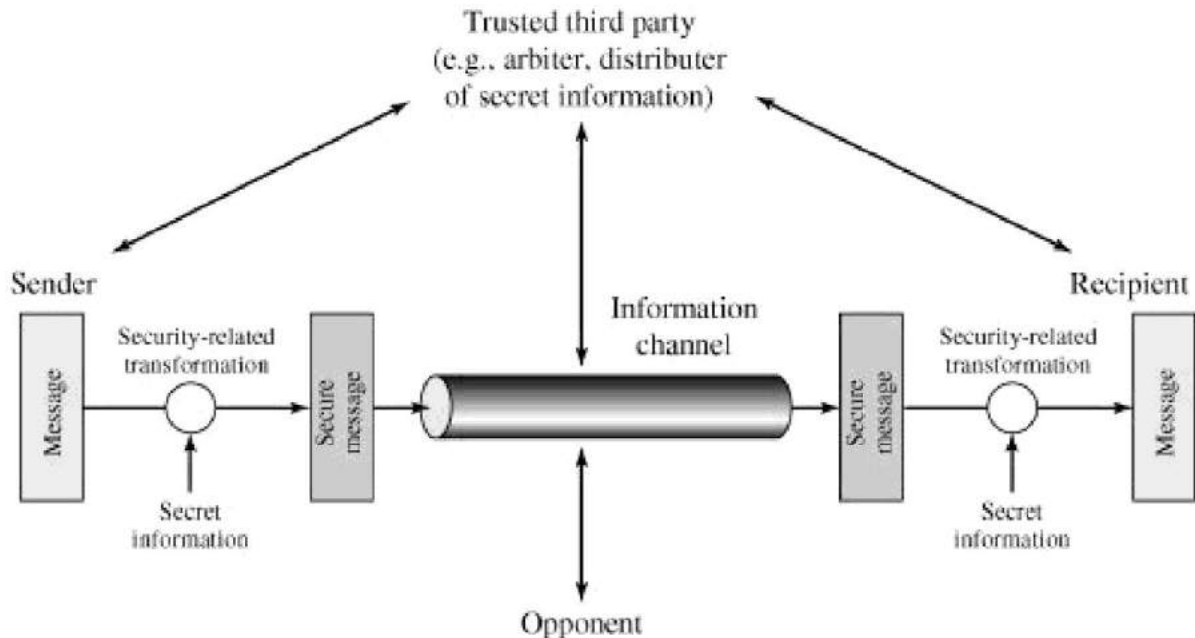 Trusted third party
(e.g., arbiter, distributer
of secret information)
Sender
Recipient
Information
channel
Security-related
transformation
Security-related
transformation
Message
Secure
message
Secure
message
Message
Secret
information
Secret
information
Opponent